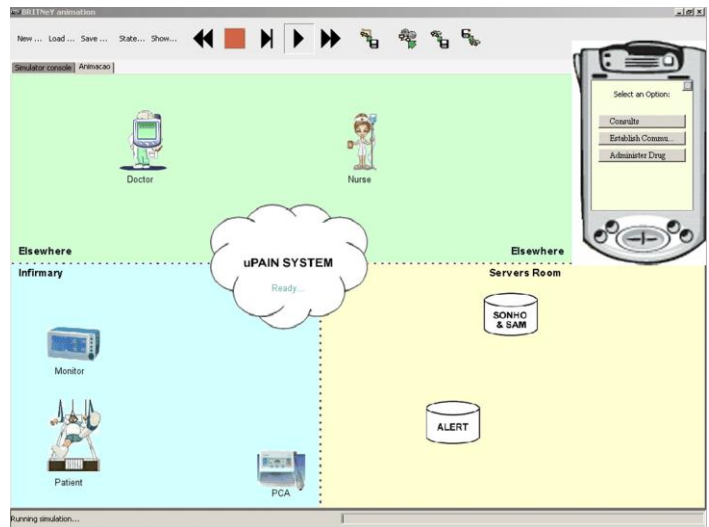 BRITNeY animation
New ... Load ... Save ... State... Show...
Simulator console Animacao
Select an Option:
Consults
Establish Commu...
Administer Drug
Doctor
Nurse
Elsewhere
Elsewhere
uPAIN SYSTEM
Ready...
Infirmary
Servers Room
SONHO
& SAM
Monitor
ALERT
Patient
PCA
Running simulation...